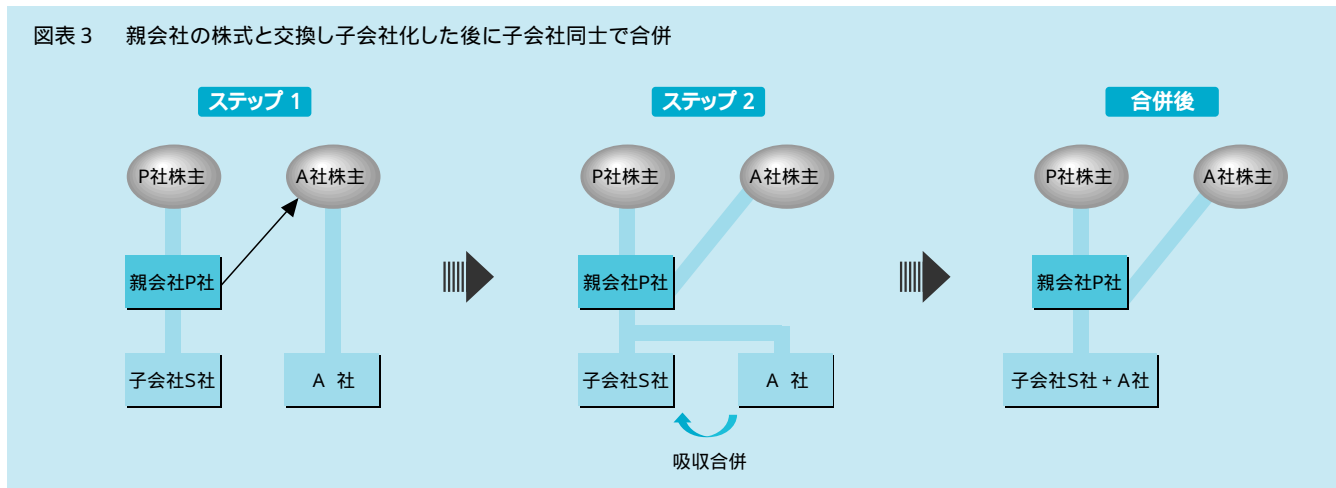 図表3 親会社の株式と交換し子会社化した後に子会社同士で合併
ステップ 1
ステップ 2
合併後
P社株主
A社株主
P社株主
A社株主
P社株主
A社株主
親会社P社
親会社P社
親会社P社
子会社S社
A 社
子会社S社
A 社
子会社S社 + A社
吸収合併